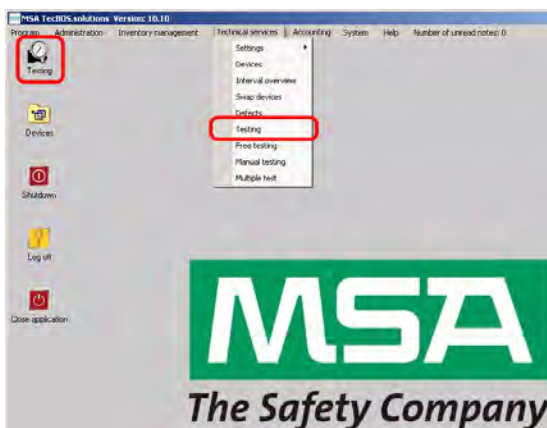 MSA TecBOS.solutions Version: 10.10
Program Administration Inventory management Technical services Accounting System Help Number of unread notes: 0
Settings
Devices
Interval overview
Swap devices
Defects
Testing
Free testing
Manual testing
Multiple test
Testing
Devices
Shutdown
Log off
Close application
MSA
The Safety Company